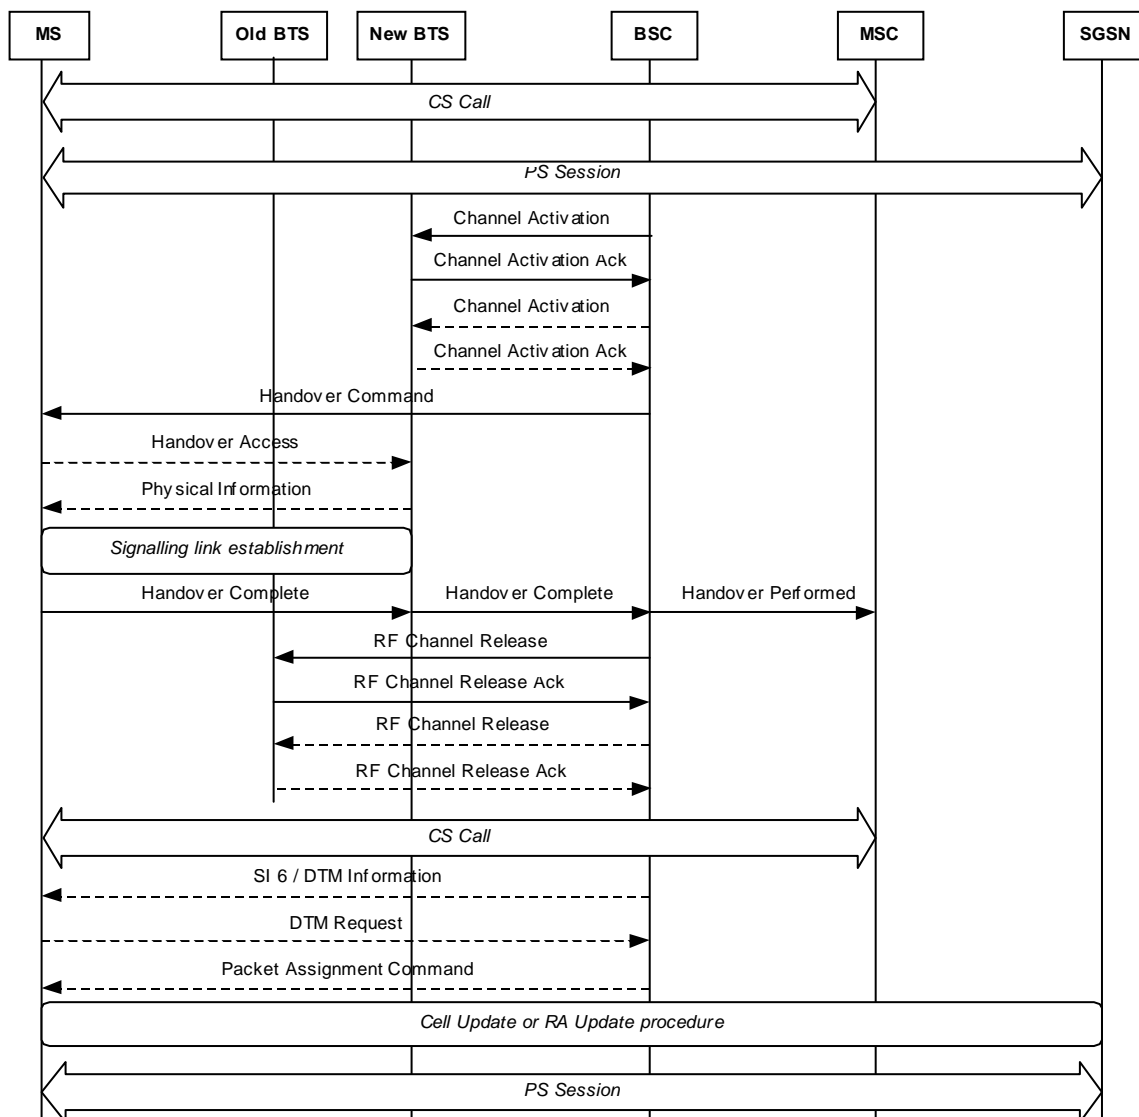 MS
Old BTS
New BTS
BSC
MSC
SGSN
CS Call
PS Session
Channel Activation
Channel Activation Ack
Channel Activation
Channel Activation Ack
Handover Command
Handover Access
Physical Information
Signalling link establishment
Handover Complete
Handover Complete
Handover Performed
RF Channel Release
RF Channel Release Ack
RF Channel Release
RF Channel Release Ack
CS Call
SI 6 / DTM Information
DTM Request
Packet Assignment Command
Cell Update or RA Update procedure
PS Session